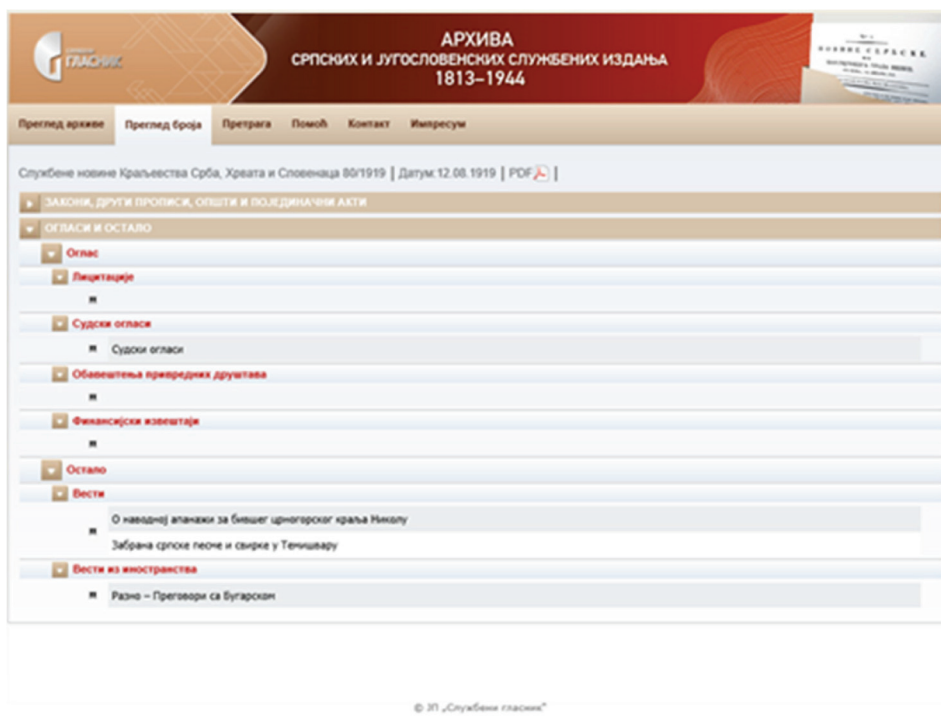 СЛУЖБЕНИ
ГЛАСНИК
АРХИВА
СРПСКИХ И ЈУГОСЛОВЕНСКИХ СЛУЖБЕНИХ ИЗДАЊА
1813–1944
НОВИНЕ СЕРБСКЕ
Преглед архиве Преглед броја Претрага Помоћ Контакт Импресум
Службене новине Краљевства Срба, Хрвата и Словенаца 80/1919 | Датум:12.08.1919 | PDF |
ЗАКОНИ, ДРУГИ ПРОПИСИ, ОПШТИ И ПОЈЕДИНАЧНИ АКТИ
ОГЛАСИ И ОСТАЛО
Оглас
Лицитације
Судски огласи
Судски огласи
Обавештења привредних друштава
Финансијски извештаји
Остало
Вести
О наводној апанажи за бившег црногорског краља Николу
Забрана српске песме и свирке у Темишвару
Вести из иностранства
Разно – Преговори са Бугарском
© ЈП „Службени гласник“